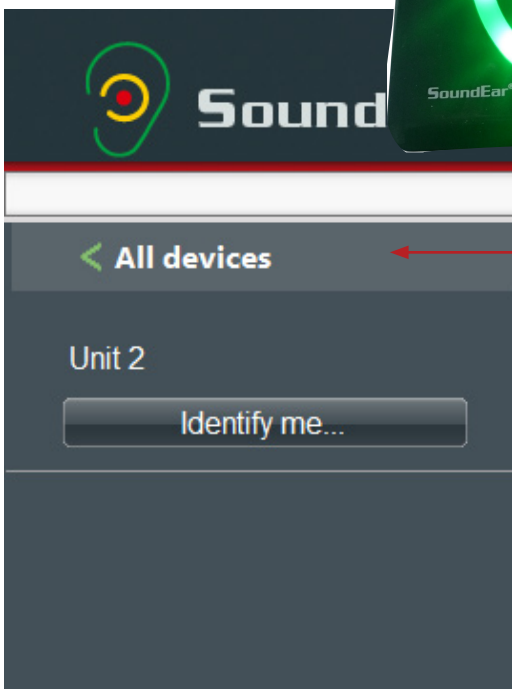 Sound
SoundEar®
< All devices
Unit 2
Identify me...